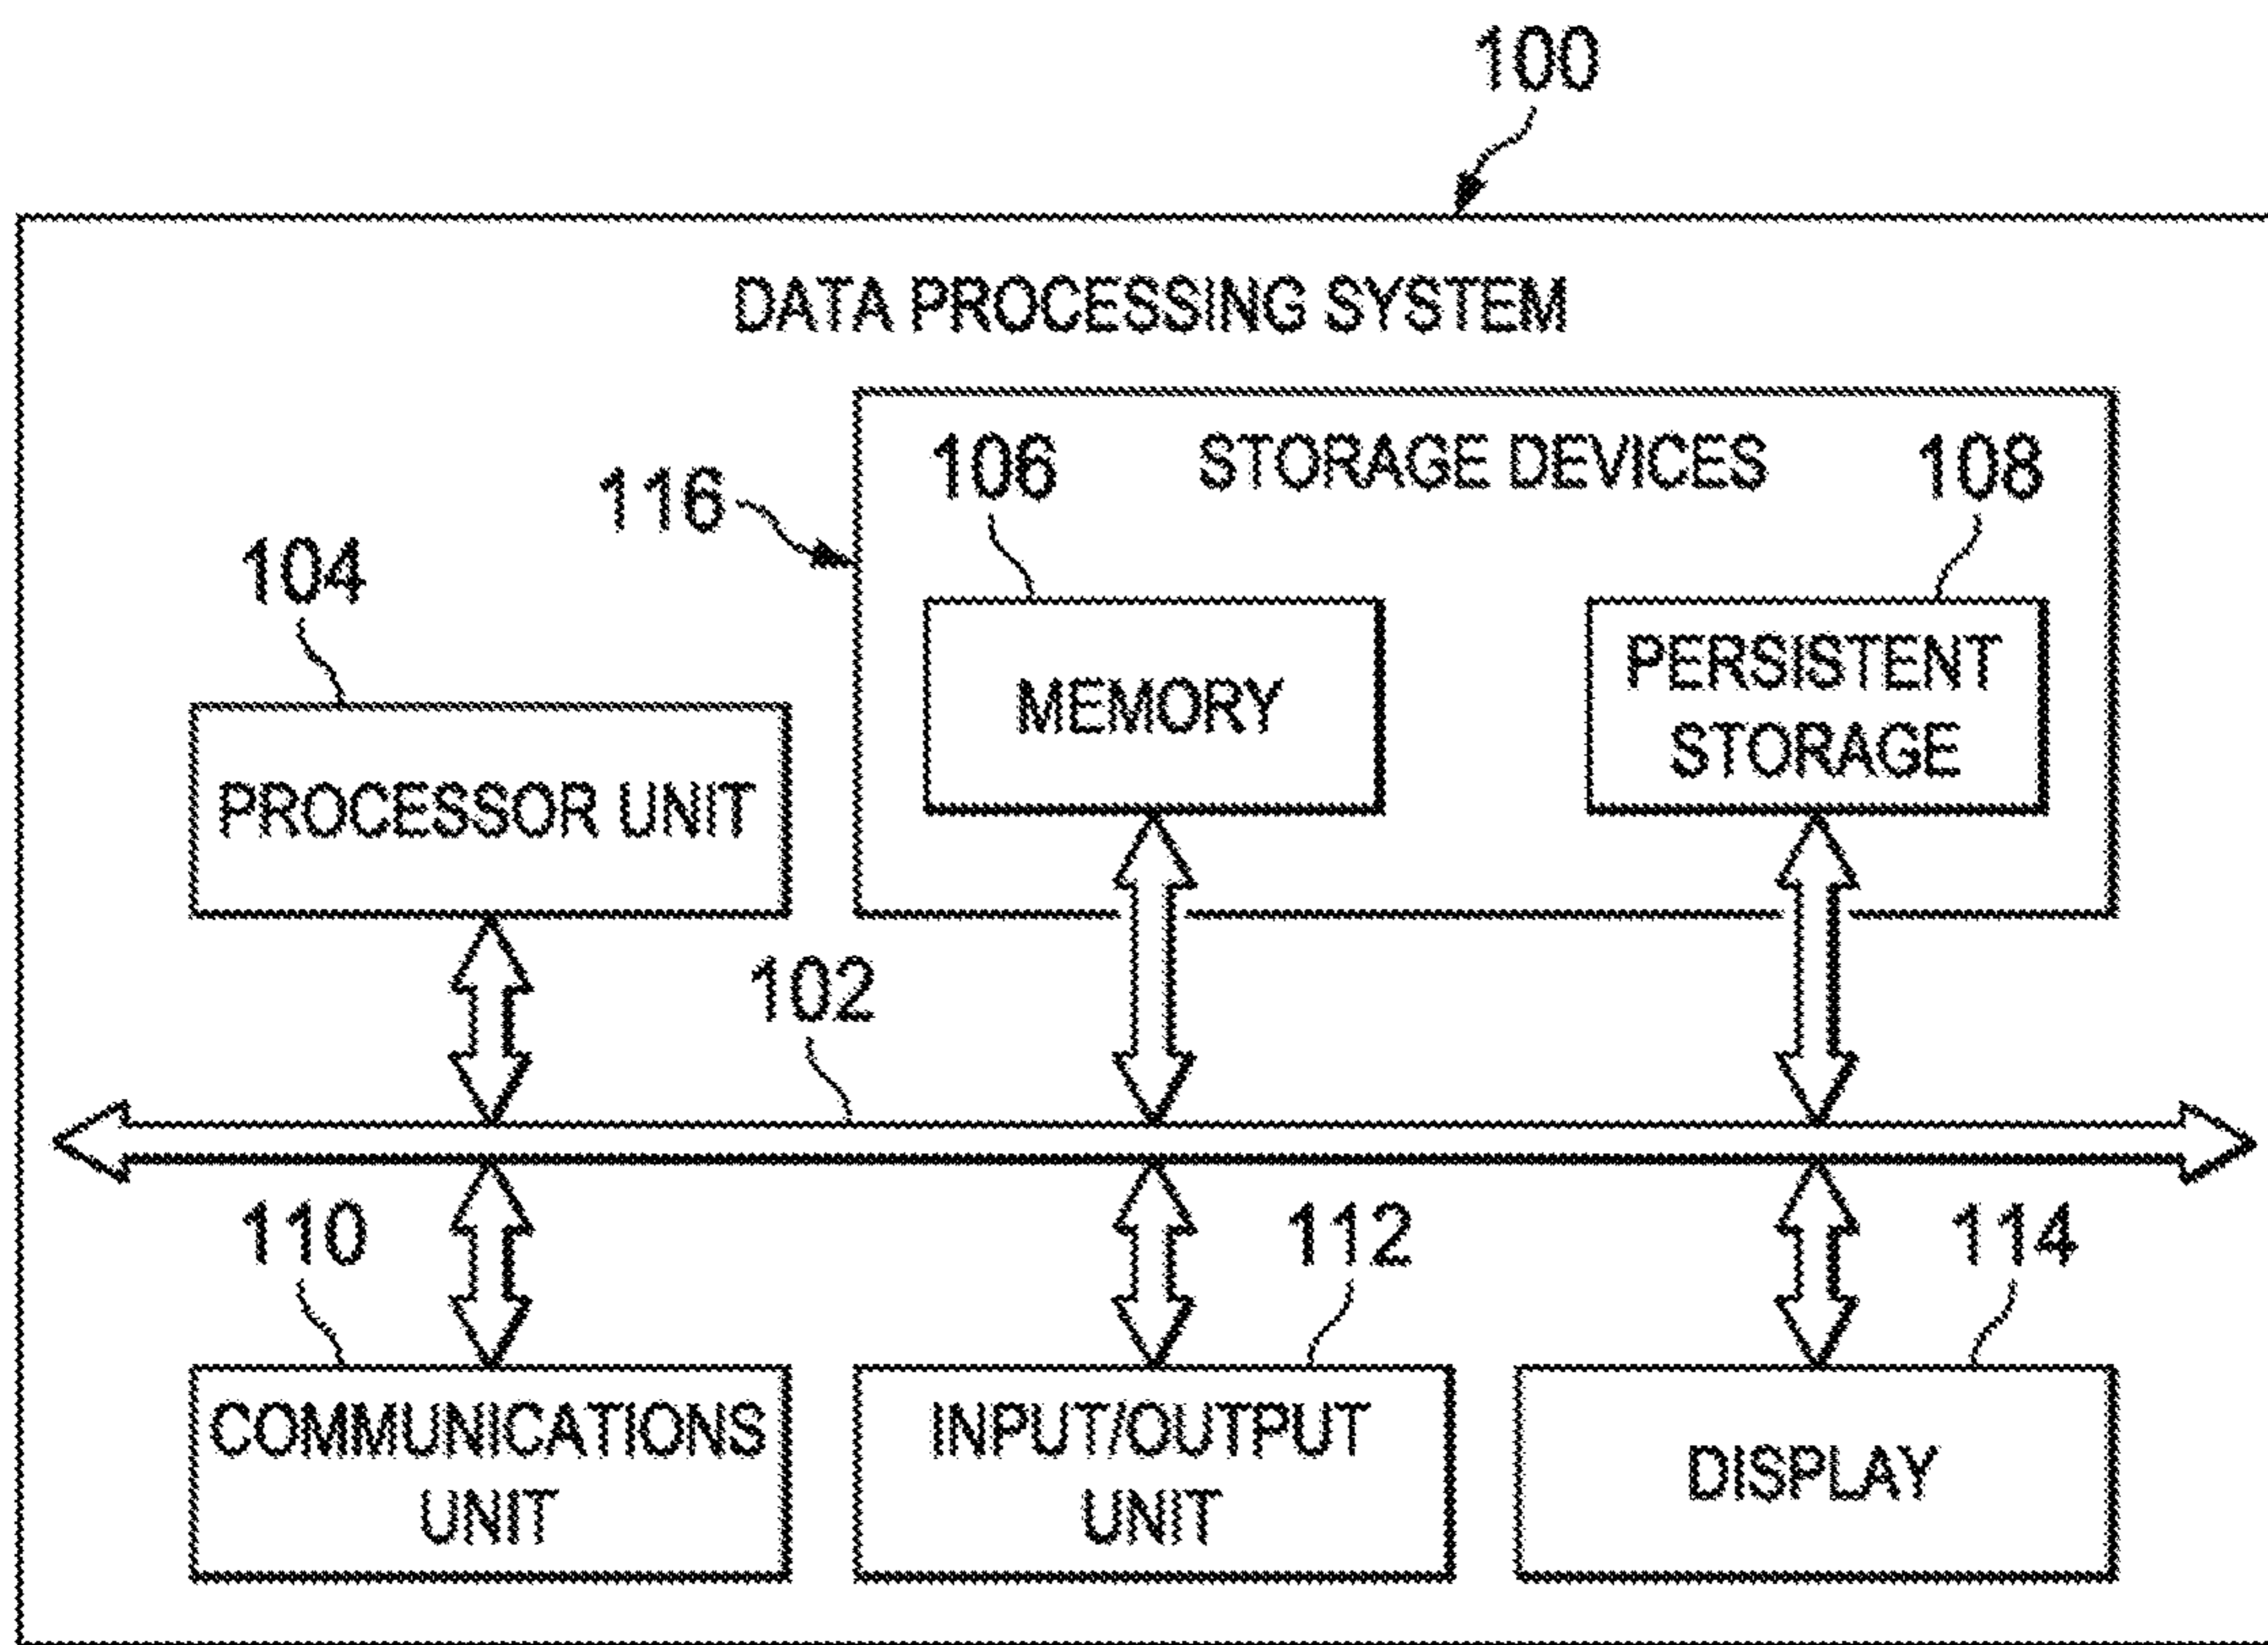 100
DATA PROCESSING SYSTEM
STORAGE DEVICES
106
108
116
104
MEMORY
PERSISTENT
STORAGE
PROCESSOR UNIT
102
110
112
114
COMMUNICATIONS
UNIT
INPUT/OUTPUT
UNIT
DISPLAY